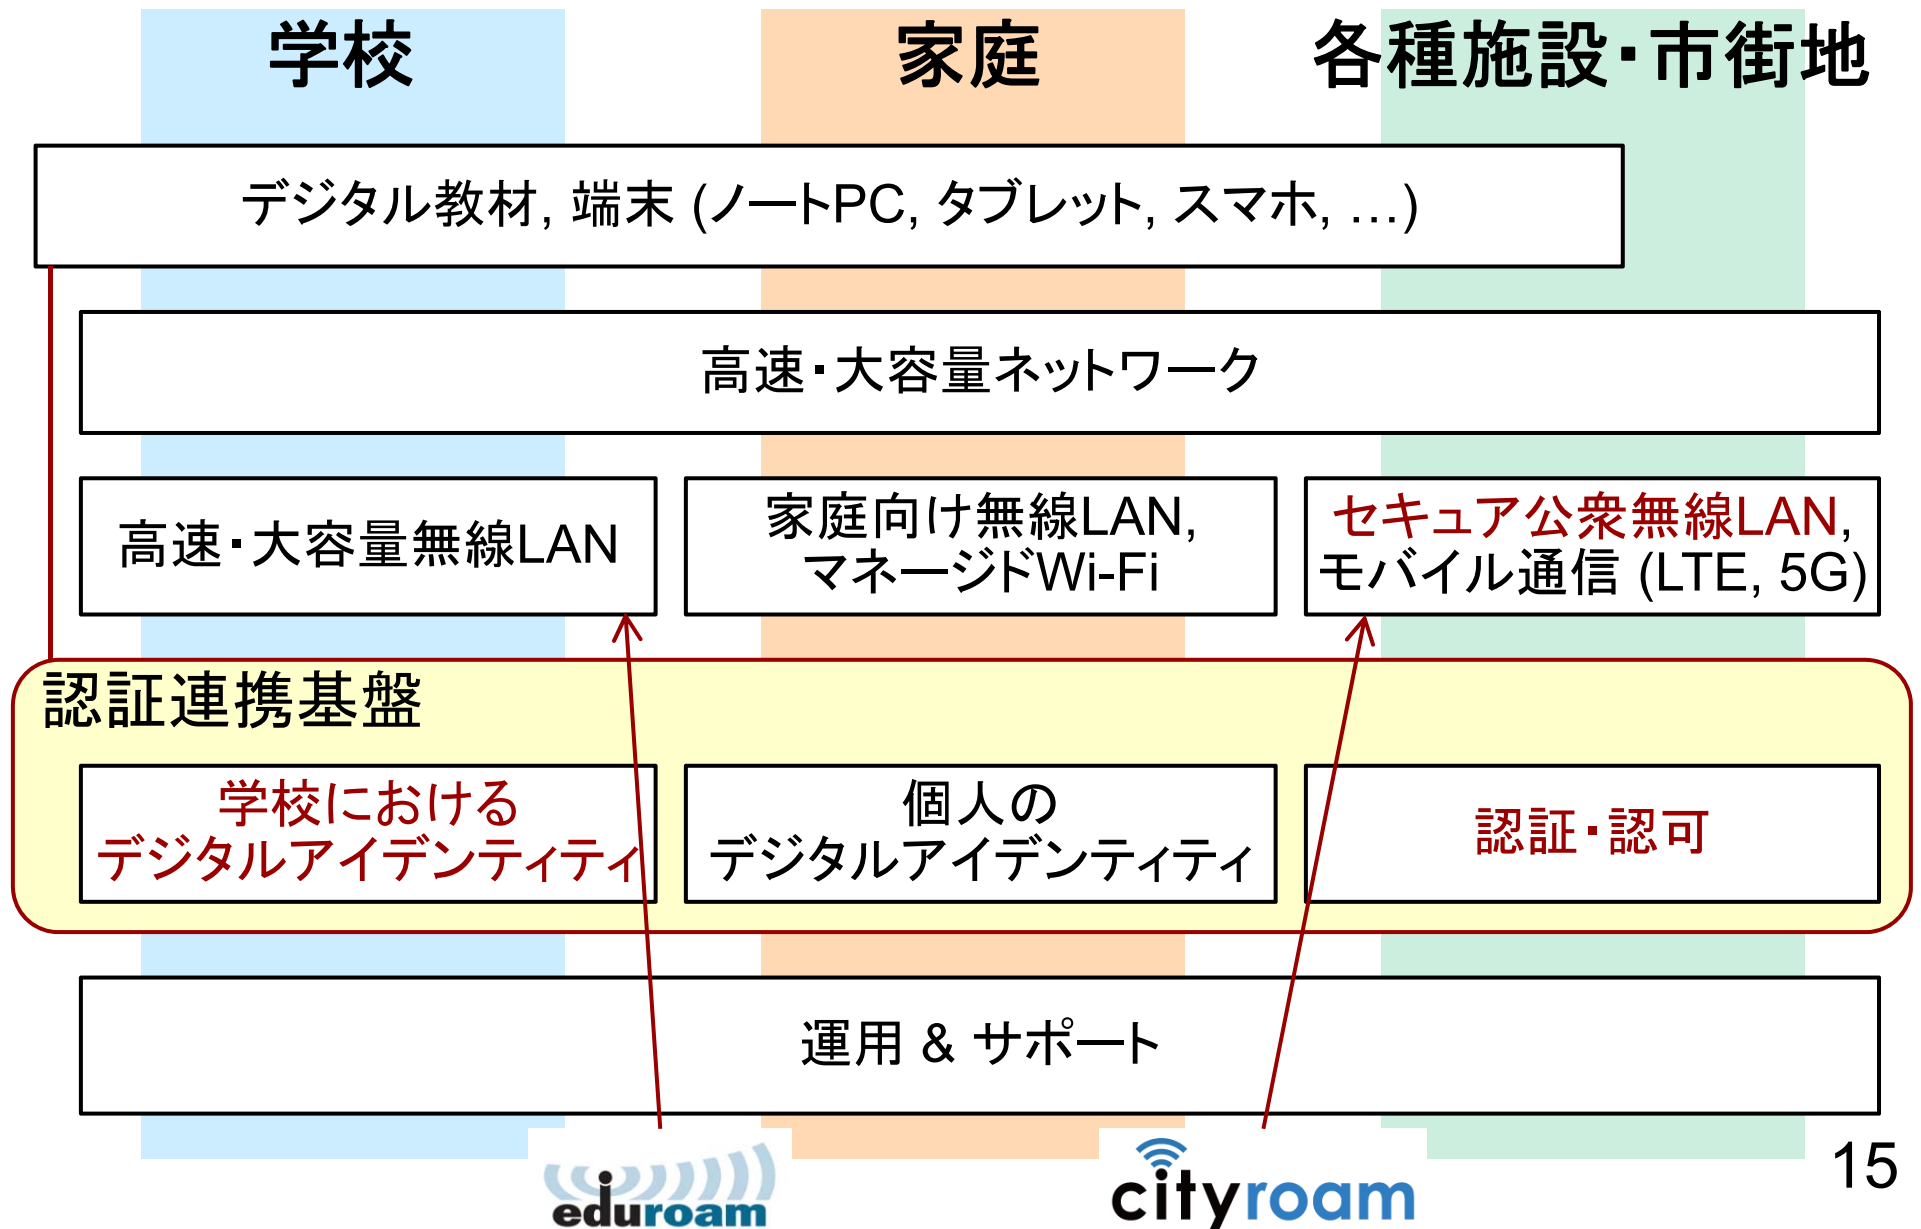 学校
家庭
各種施設・市街地
デジタル教材, 端末 (ノートPC, タブレット, スマホ, …)
高速・大容量ネットワーク
高速・大容量無線LAN
家庭向け無線LAN,
マネージドWi-Fi
セキュア公衆無線LAN,
モバイル通信 (LTE, 5G)
認証連携基盤
学校における
デジタルアイデンティティ
個人の
デジタルアイデンティティ
認証・認可
運用 & サポート
eduroam
cityroam
15